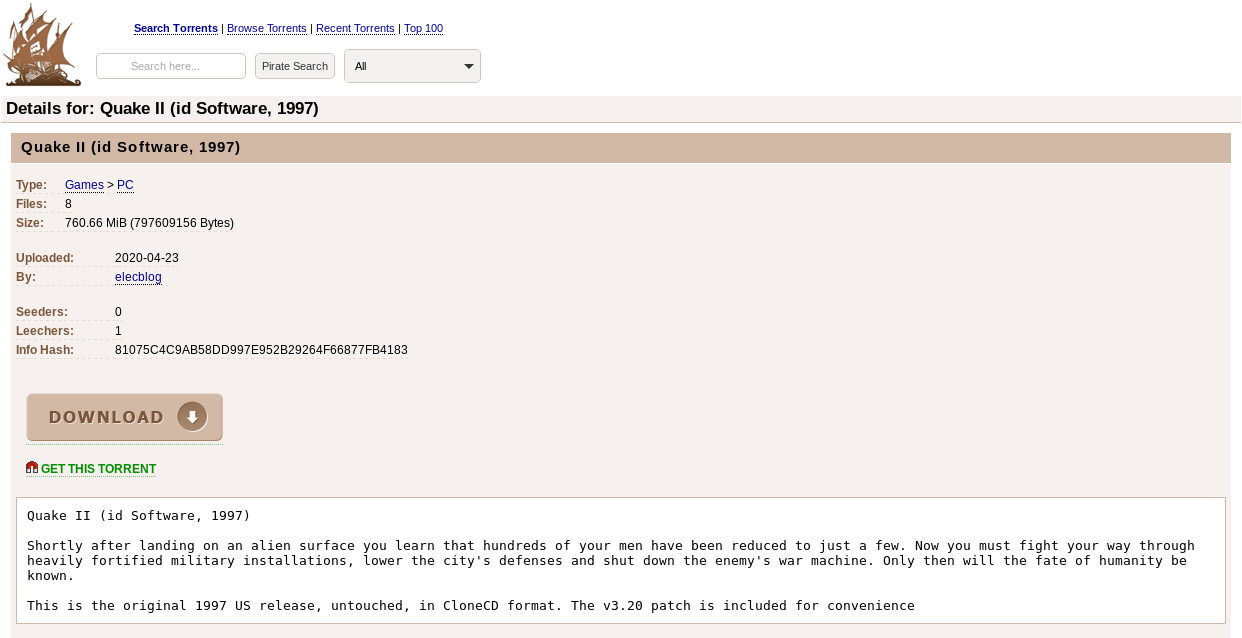 Search Torrents | Browse Torrents | Recent Torrents | Top 100
Search here... Pirate Search All
Details for: Quake II (id Software, 1997)
Quake II (id Software, 1997)
Type: Games > PC
Files: 8
Size: 760.66 MiB (797609156 Bytes)
Uploaded: 2020-04-23
By: elecblog
Seeders: 0
Leechers: 1
Info Hash: 81075C4C9AB58DD997E952B29264F66877FB4183
DOWNLOAD
GET THIS TORRENT
Quake II (id Software, 1997)
Shortly after landing on an alien surface you learn that hundreds of your men have been reduced to just a few. Now you must fight your way through
heavily fortified military installations, lower the city's defenses and shut down the enemy's war machine. Only then will the fate of humanity be
known.
This is the original 1997 US release, untouched, in CloneCD format. The v3.20 patch is included for convenience